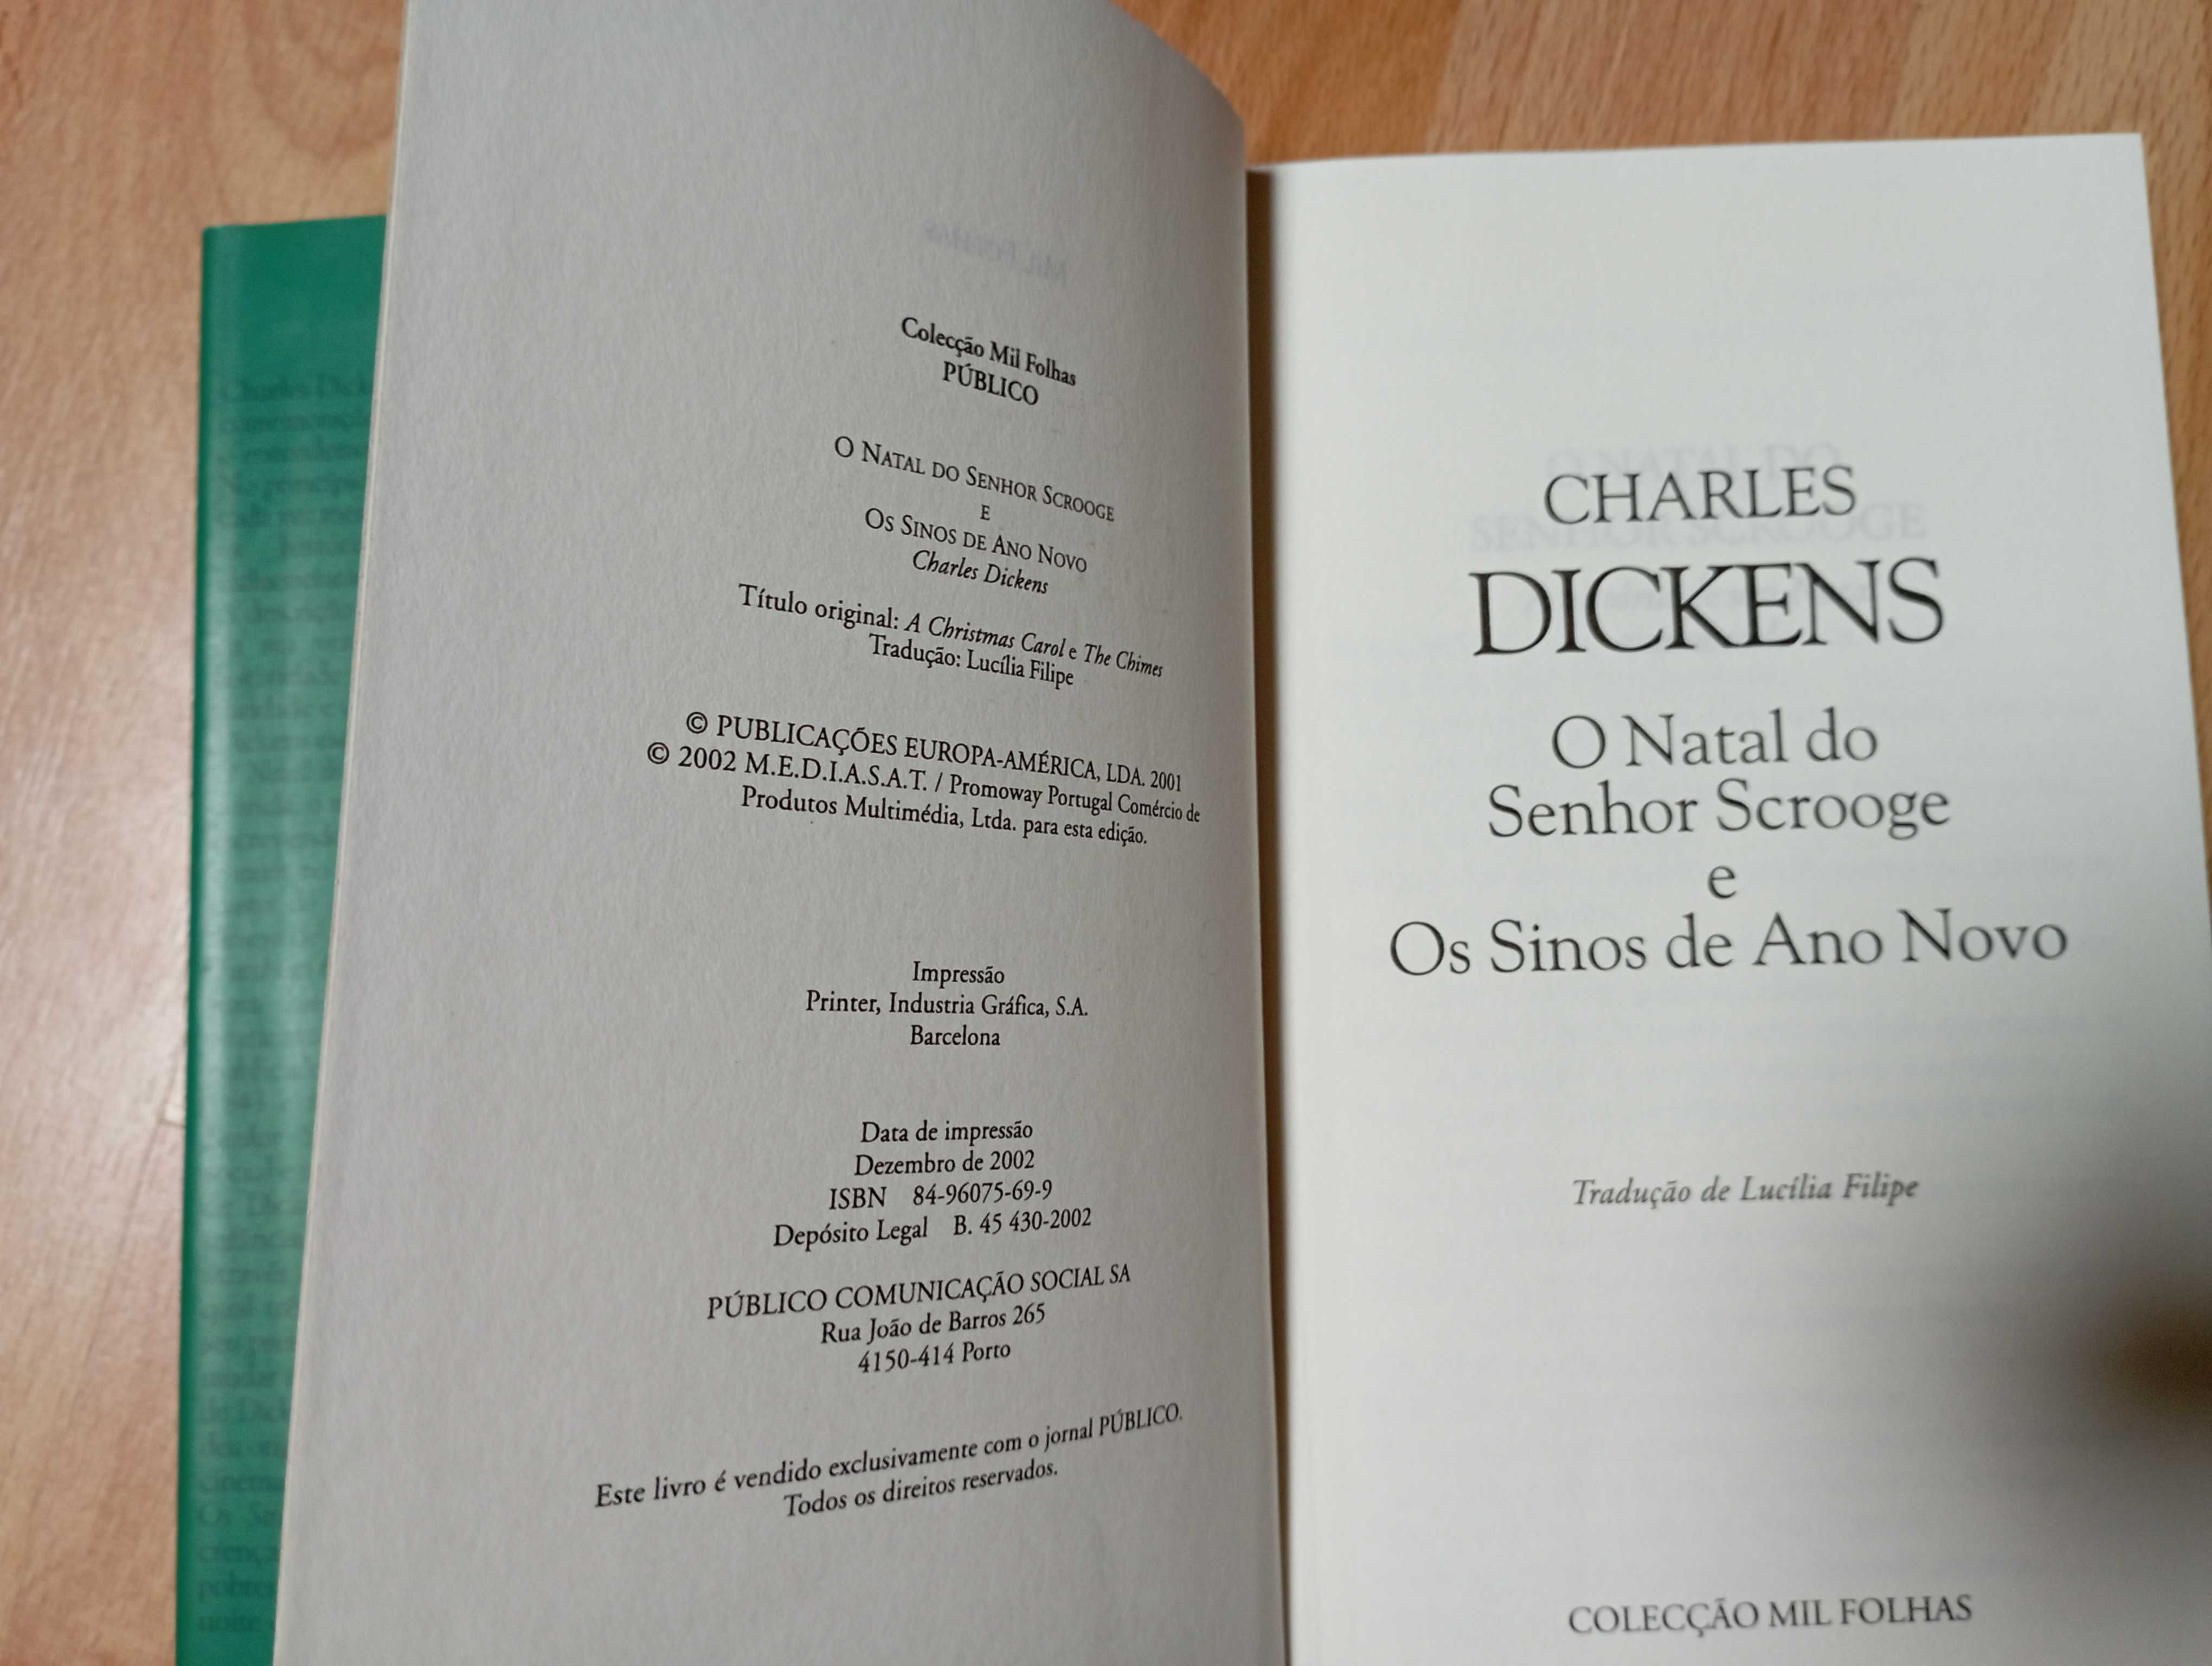 Colecção Mil Folhas
PÚBLICO
O NATAL DO SENHOR SCROOGE
E
OS SINOS DE ANO NOVO
Charles Dickens
Título original: A Christmas Carol e The Chimes
Tradução: Lucília Filipe
© PUBLICAÇÕES EUROPA-AMÉRICA, LDA. 2001
© 2002 M.E.D.I.A.S.A.T. / Promoway Portugal Comércio de
Produtos Multimédia, Ltda. para esta edição.
Impressão
Printer, Industria Gráfica, S.A.
Barcelona
Data de impressão
Dezembro de 2002
ISBN 84-96075-69-9
Depósito Legal B. 45 430-2002
PÚBLICO COMUNICAÇÃO SOCIAL SA
Rua João de Barros 265
4150-414 Porto
Este livro é vendido exclusivamente com o jornal PÚBLICO.
Todos os direitos reservados.
CHARLES
DICKENS
O Natal do
Senhor Scrooge
e
Os Sinos de Ano Novo
Tradução de Lucília Filipe
COLECÇÃO MIL FOLHAS